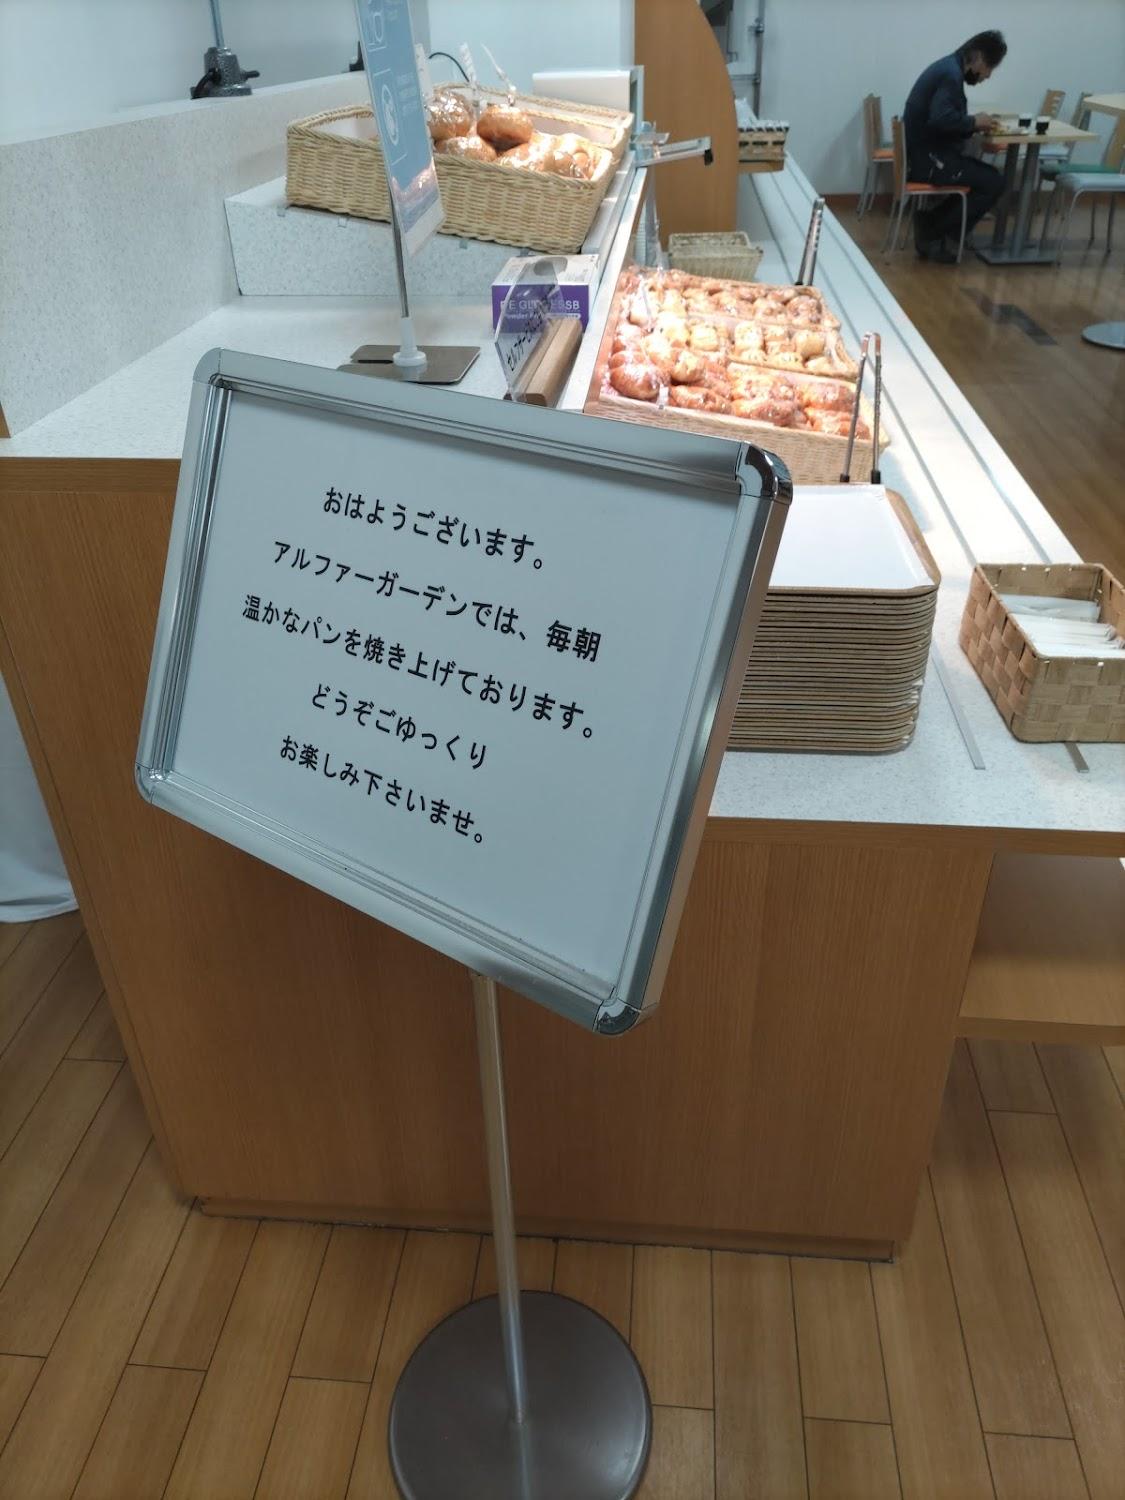 おはようございます。
アルファーガーデンでは、毎朝
温かなパンを焼き上げております。
どうぞごゆっくり
お楽しみ下さいませ。